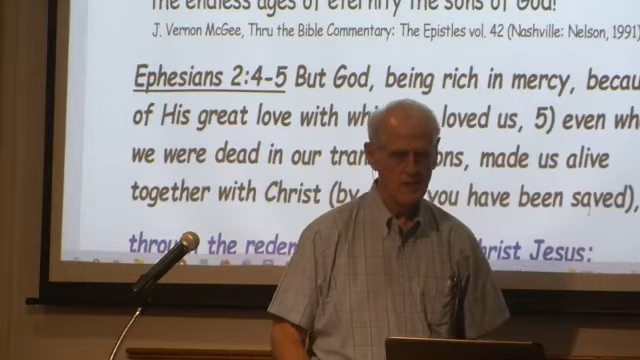 the endless ages of eternity the sons of God!
J. Vernon McGee, Thru the Bible Commentary: The Epistles vol. 42 (Nashville: Nelson, 1991)
Ephesians 2:4-5 But God, being rich in mercy,
of His great love with loved us, 5) even
we were dead in our made us alive
together with Christ (by you have been saved),
the Jesus: